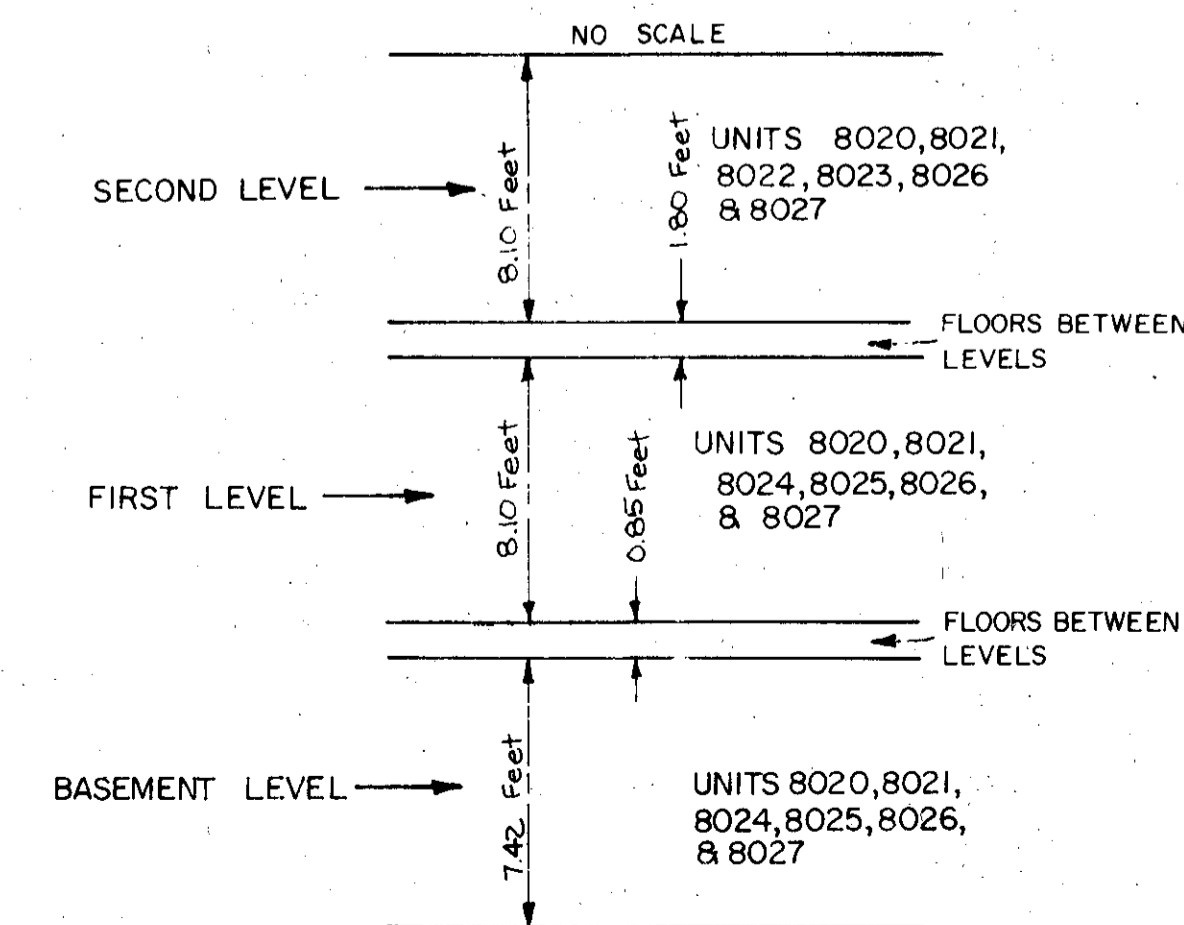 NO SCALE
SECOND LEVEL
8.10 Feet
1.80 Feet
UNITS 8020, 8021,
8022, 8023, 8026
& 8027
FLOORS BETWEEN
LEVELS
FIRST LEVEL
8.10 Feet
0.85 Feet
UNITS 8020, 8021,
8024, 8025, 8026,
& 8027
FLOORS BETWEEN
LEVELS
BASEMENT LEVEL
7.42 Feet
UNITS 8020, 8021,
8024, 8025, 8026,
& 8027